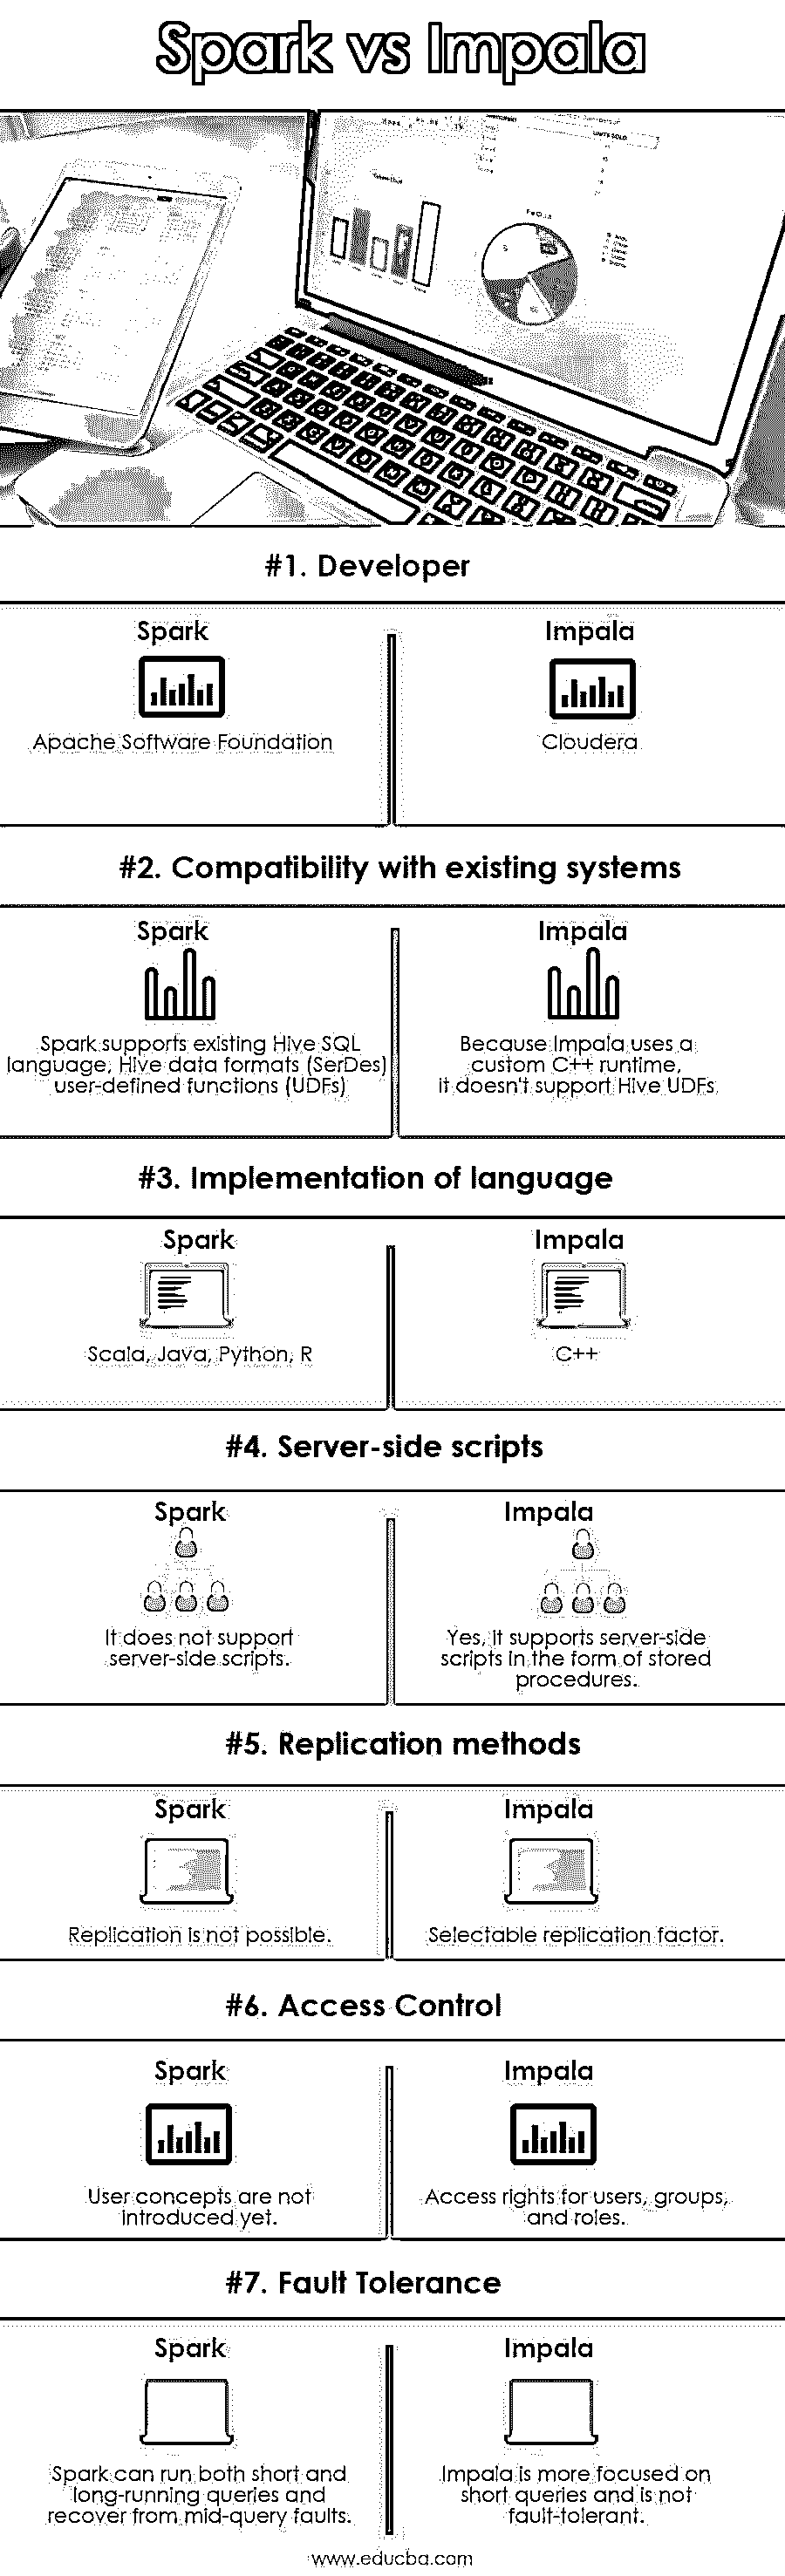 Spark vs Impala
#1. Developer
Spark
Impala
Apache Software Foundation
Cloudera
#2. Compatibility with existing systems
Spark
Impala
Spark supports existing Hive SQL
language, Hive data formats (SerDes)
user-defined functions (UDFs)
Because Impala uses a
custom C++ runtime,
it doesn't support Hive UDFs.
#3. Implementation of language
Spark
Impala
Scala, Java, Python, R
C++
#4. Server-side scripts
Spark
Impala
It does not support
server-side scripts.
Yes, it supports server-side
scripts in the form of stored
procedures.
#5. Replication methods
Spark
Impala
Replication is not possible.
Selectable replication factor.
#6. Access Control
Spark
Impala
User concepts are not
introduced yet.
Access rights for users, groups,
and roles.
#7. Fault Tolerance
Spark
Impala
Spark can run both short and
long-running queries and
recover from mid-query faults.
Impala is more focused on
short queries and is not
fault-tolerant.
www.educba.com